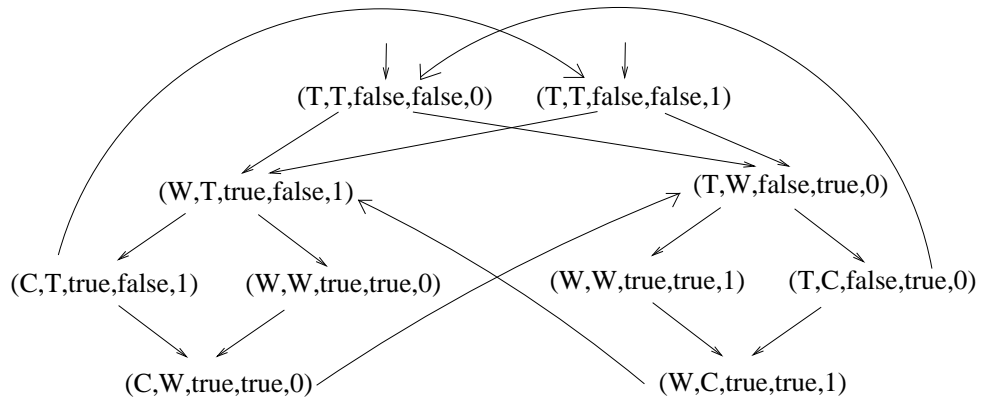 (T,T,false,false,0) (T,T,false,false,1)
(W,T,true,false,1) (T,W,false,true,0)
(C,T,true,false,1) (W,W,true,true,0) (W,W,true,true,1) (T,C,false,true,0)
(C,W,true,true,0) (W,C,true,true,1)